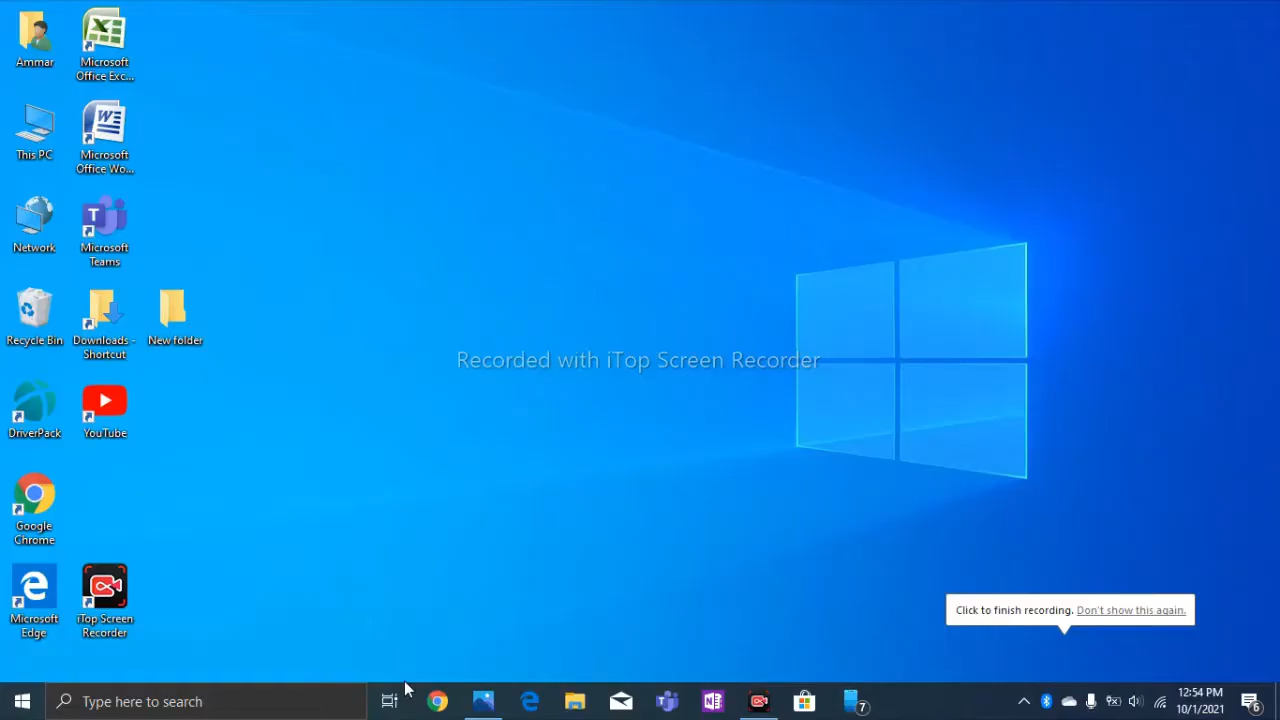 Ammar
Microsoft
Office Exc...
This PC
Microsoft
Office Wo...
Network
Microsoft
Teams
Recycle Bin
Downloads -
Shortcut
New folder
Recorded with iTop Screen Recorder
DriverPack
YouTube
Google
Chrome
Microsoft
Edge
iTop Screen
Recorder
Click to finish recording. Don't show this again.
Type here to search
7
12:54 PM
10/1/2021
6